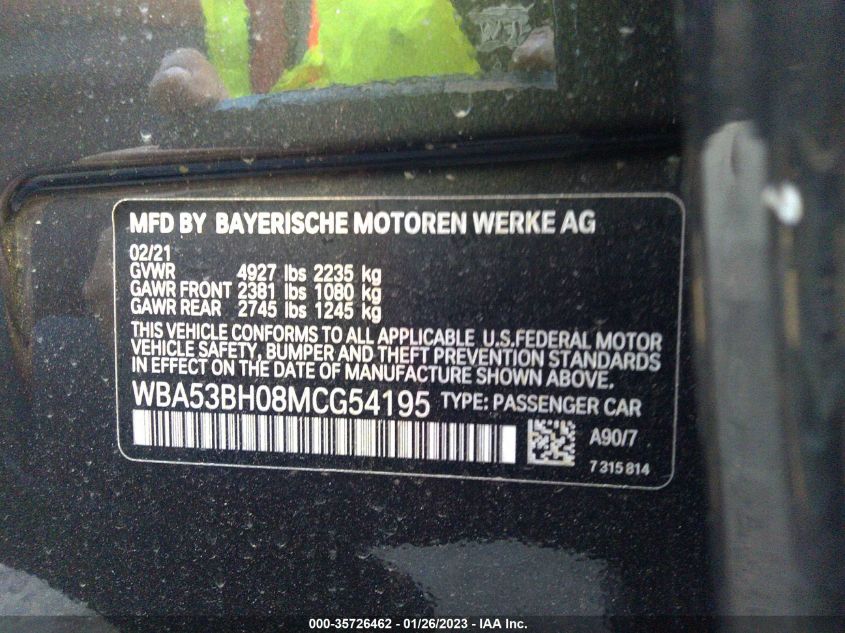 MFD BY BAYERISCHE MOTOREN WERKE AG
02/21
GVWR 4927 lbs 2235 kg
GAWR FRONT 2381 lbs 1080 kg
GAWR REAR 2745 lbs 1245 kg
THIS VEHICLE CONFORMS TO ALL APPLICABLE U.S.FEDERAL MOTOR
VEHICLE SAFETY, BUMPER AND THEFT PREVENTION STANDARDS
IN EFFECT ON THE DATE OF MANUFACTURE SHOWN ABOVE.
WBA53BH08MCG54195 TYPE: PASSENGER CAR
A90/7
7 315 814
000-35726462 - 01/26/2023 - IAA Inc.